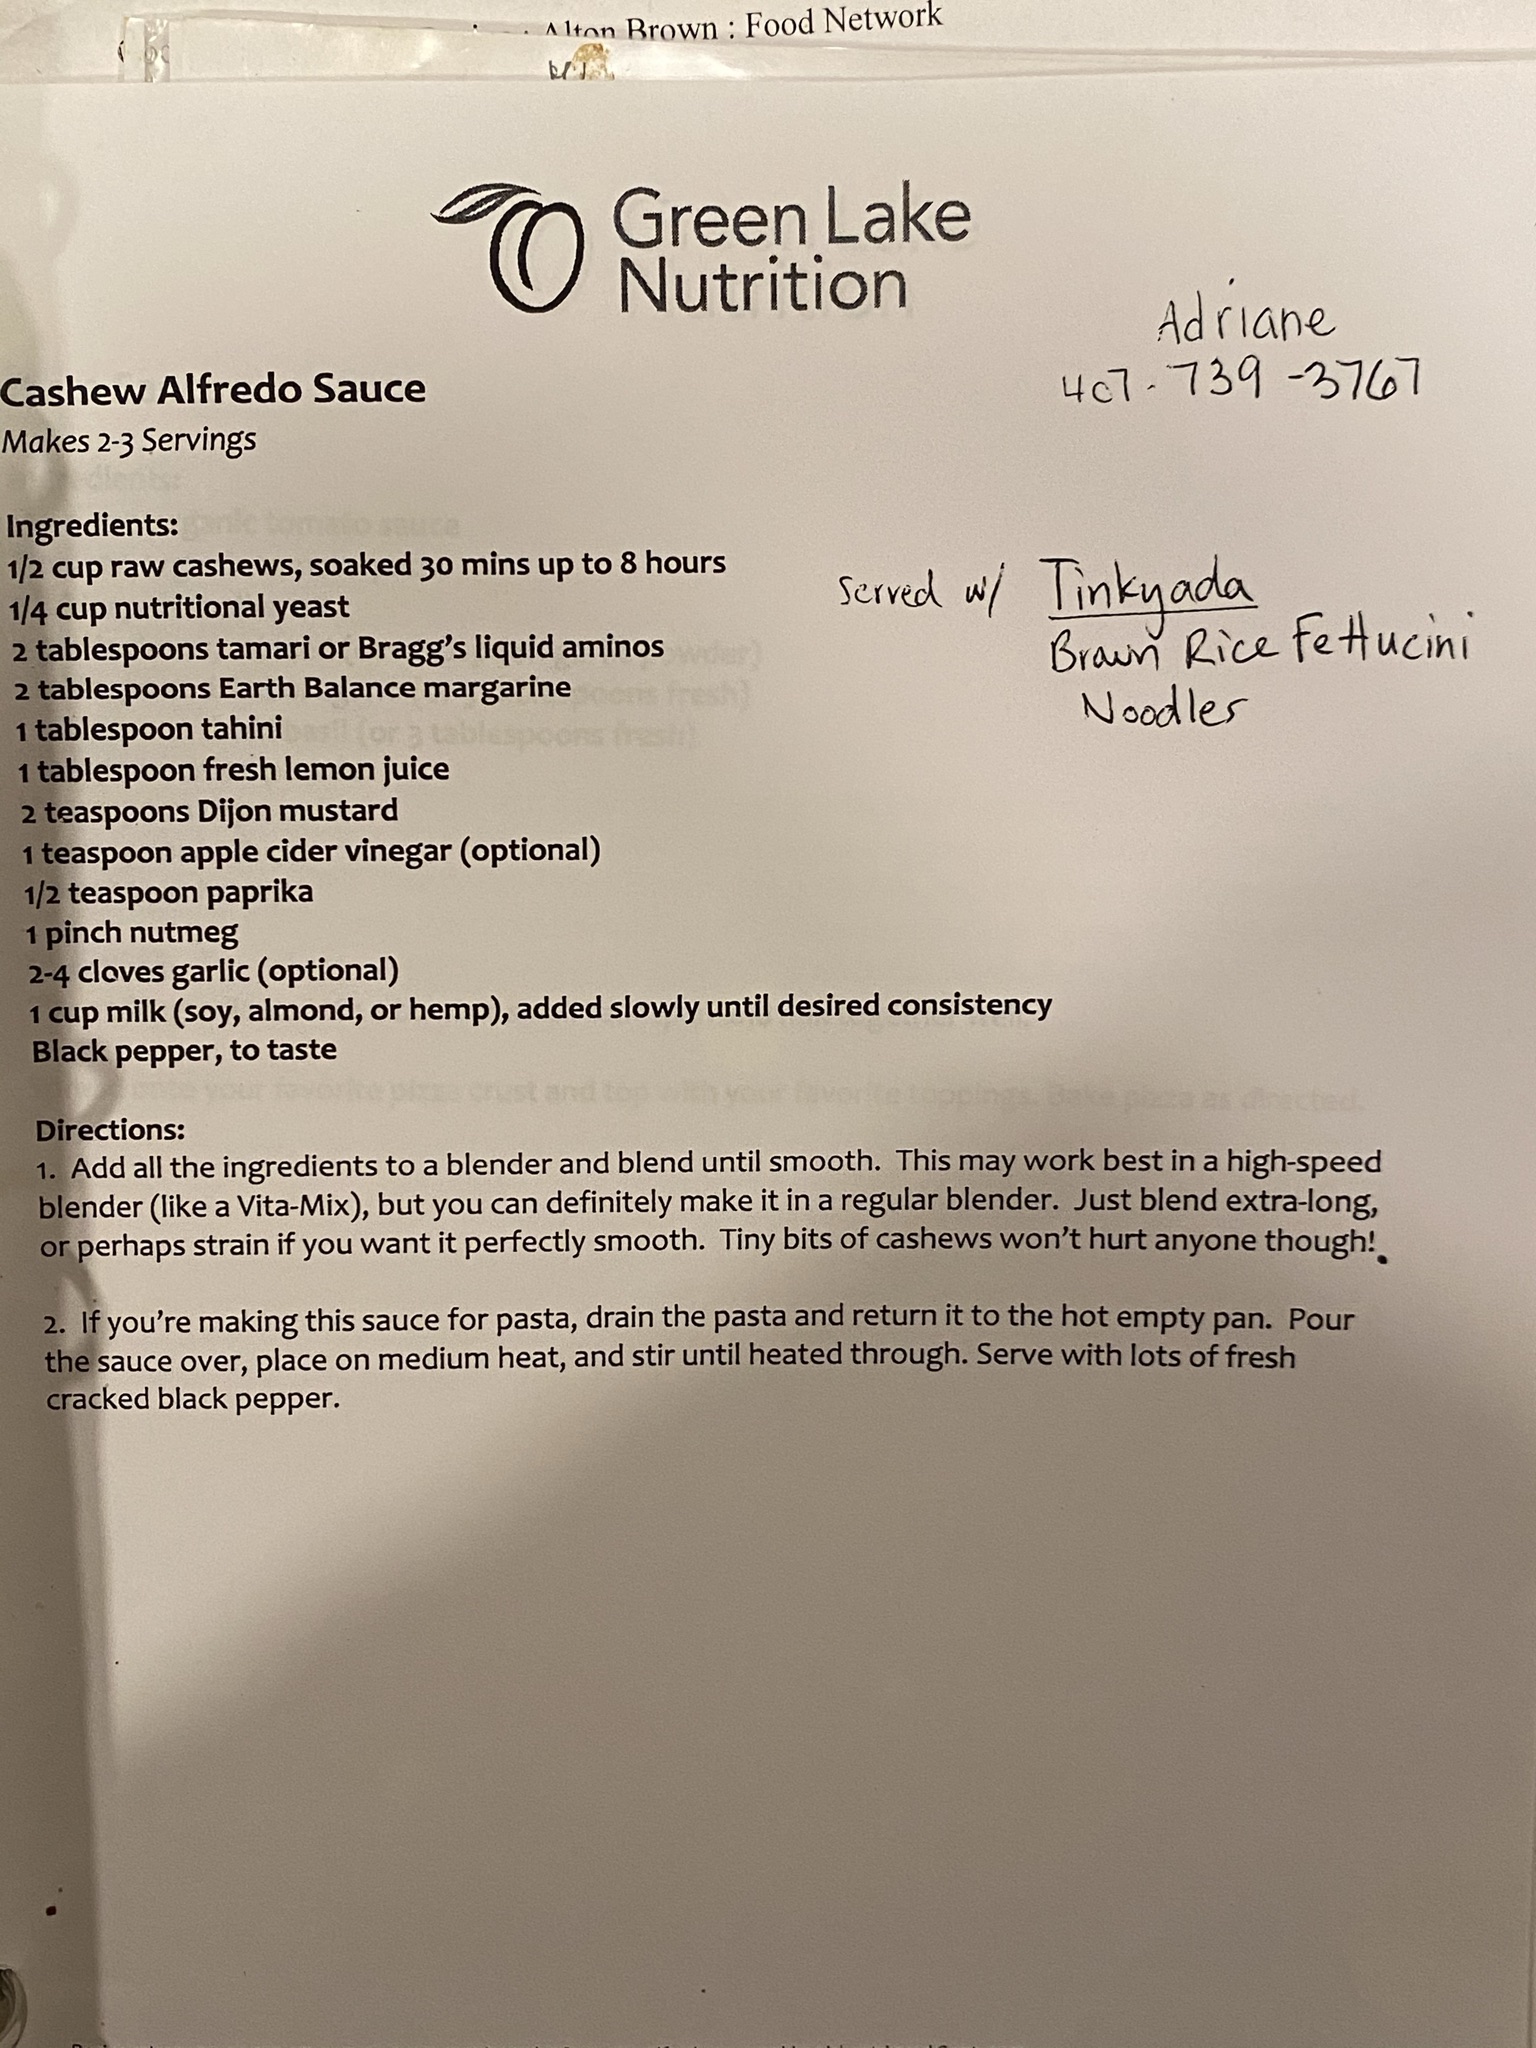 Alton Brown : Food Network
Green Lake
Nutrition
Adriane
407-739-3767
Cashew Alfredo Sauce
Makes 2-3 Servings
Ingredients:
1/2 cup raw cashews, soaked 30 mins up to 8 hours
1/4 cup nutritional yeast
2 tablespoons tamari or Bragg's liquid aminos
2 tablespoons Earth Balance margarine
1 tablespoon tahini
1 tablespoon fresh lemon juice
2 teaspoons Dijon mustard
1 teaspoon apple cider vinegar (optional)
1/2 teaspoon paprika
1 pinch nutmeg
2-4 cloves garlic (optional)
1 cup milk (soy, almond, or hemp), added slowly until desired consistency
Black pepper, to taste
Served w/ Tinkyada
Brown Rice Fettucini
Noodles
Directions:
1. Add all the ingredients to a blender and blend until smooth. This may work best in a high-speed
blender (like a Vita-Mix), but you can definitely make it in a regular blender. Just blend extra-long,
or perhaps strain if you want it perfectly smooth. Tiny bits of cashews won't hurt anyone though!
2. If you're making this sauce for pasta, drain the pasta and return it to the hot empty pan. Pour
the sauce over, place on medium heat, and stir until heated through. Serve with lots of fresh
cracked black pepper.